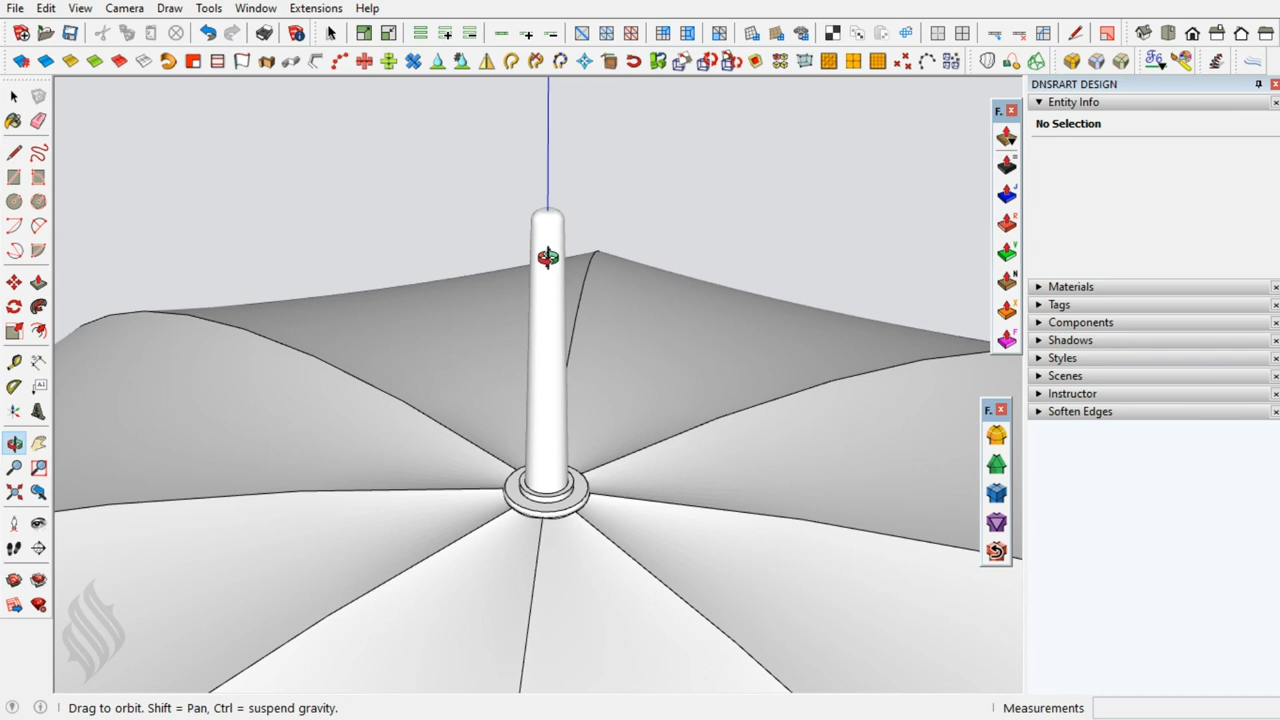 File Edit View Camera Draw Tools Window Extensions Help
DNSRART DESIGN
Entity Info
No Selection
F.
J
R
V
N
X
F
Materials
Tags
Components
Shadows
Styles
Scenes
Instructor
Soften Edges
A1
F.
Drag to orbit. Shift = Pan, Ctrl = suspend gravity.
Measurements